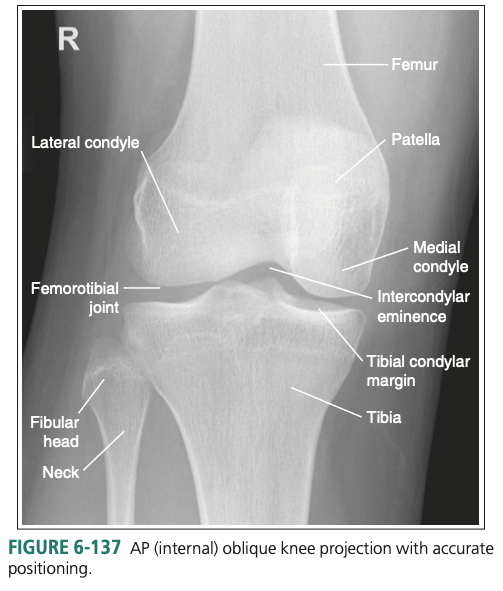 R
Femur
Lateral condyle
Patella
Medial
condyle
Femorotibial
joint
Intercondylar
eminence
Tibial condylar
margin
Fibular
head
Tibia
Neck
FIGURE 6-137 AP (internal) oblique knee projection with accurate
positioning.